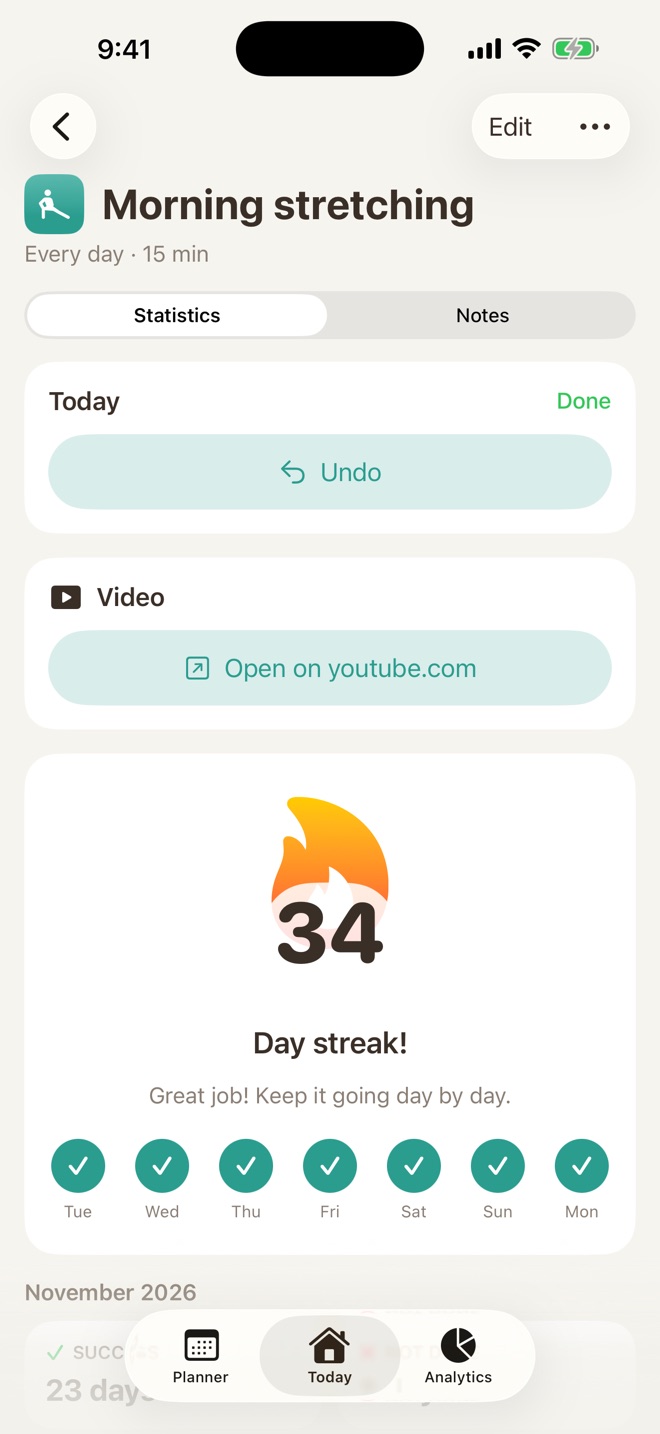 9:41
Edit
Morning stretching
Every day · 15 min
Statistics
Notes
Today
Done
Undo
Video
Open on youtube.com
34
Day streak!
Great job! Keep it going day by day.
Tue Wed Thu Fri Sat Sun Mon
November 2026
23 days
Planner
Today
Analytics